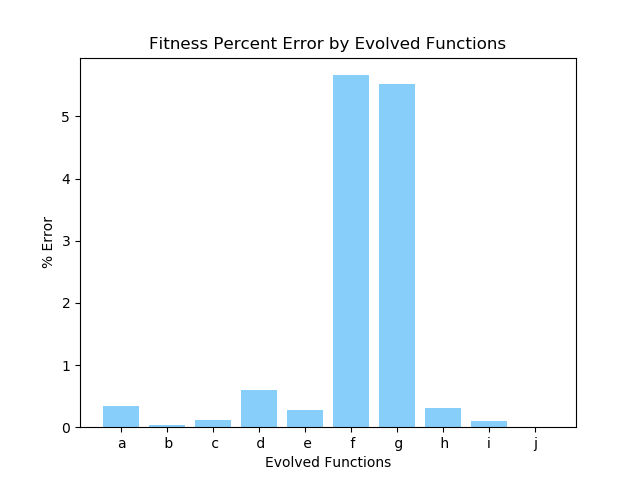 Fitness Percent Error by Evolved Functions
% Error
5
4
3
2
1
0
a b c d e f g h i j
Evolved Functions